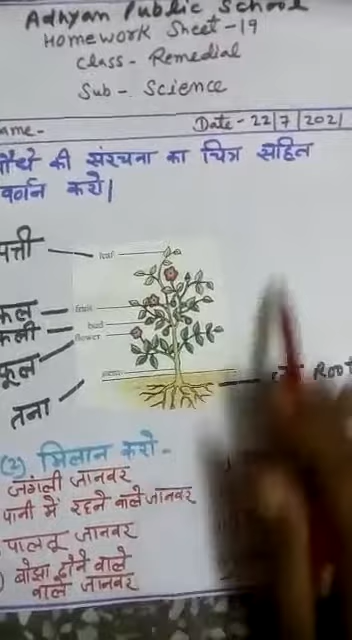 Adhyan Public School
Homework Sheet-19
Class- Remedial
Sub- Science
Date- 22/7/2021
की संरचना का चित्र सहित
वर्णन करो|
पत्ती leaf
फल fruit
कली bud
फूल flower
तना stem
Root
(2) मिलान करो-
जंगली जानवर
पानी में रहने वाले जानवर
पालतू जानवर
बोझा ढोने वाले
वाले जानवर